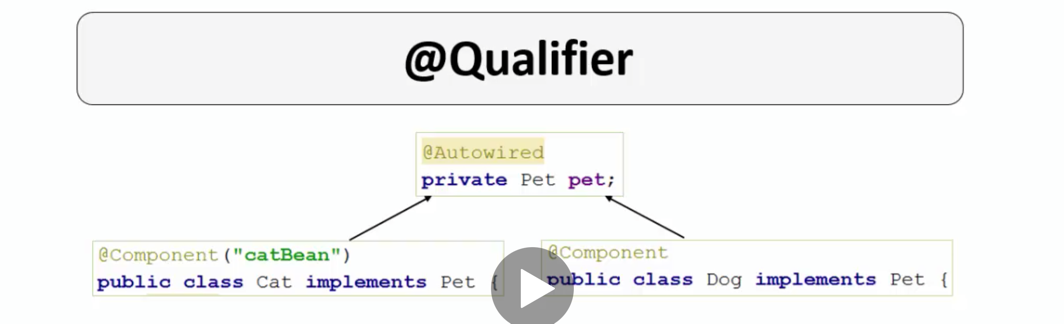 @Qualifier
@Autowired
private Pet pet;
@Component("catBean")
public class Cat implements Pet {
@Component
public class Dog implements Pet {